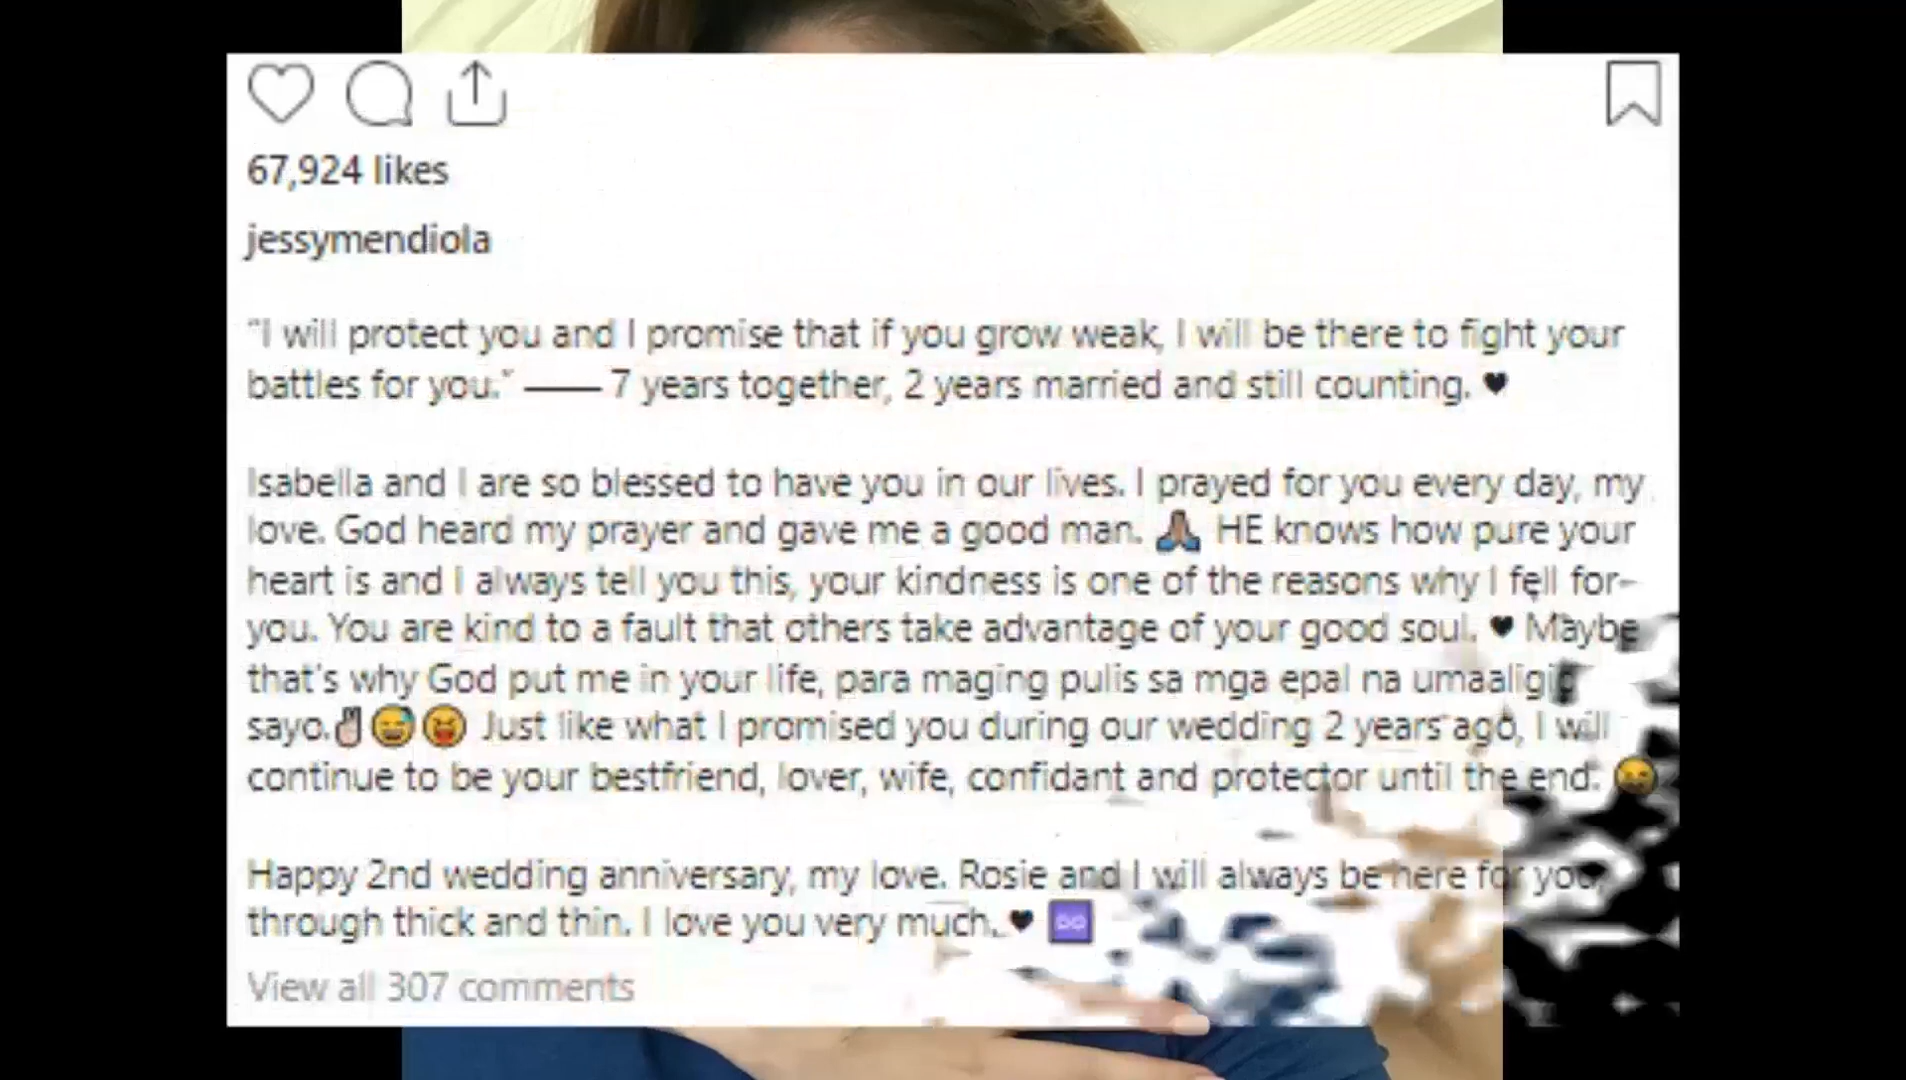 67,924 likes
jessymendiola
"I will protect you and I promise that if you grow weak, I will be there to fight your
battles for you." —— 7 years together, 2 years married and still counting. ♥
Isabella and I are so blessed to have you in our lives. I prayed for you every day, my
love. God heard my prayer and gave me a good man. 🙏🏽 HE knows how pure your
heart is and I always tell you this, your kindness is one of the reasons why I fell for
you. You are kind to a fault that others take advantage of your good soul. ♥ Maybe
that's why God put me in your life, para maging pulis sa mga epal na umaaligid
sayo.✌🏻😅😝 Just like what I promised you during our wedding 2 years ago, I will
continue to be your bestfriend, lover, wife, confidant and protector until the end. 😄
Happy 2nd wedding anniversary, my love. Rosie and I will always be here for you,
through thick and thin. I love you very much. ♥ ♾️
View all 307 comments